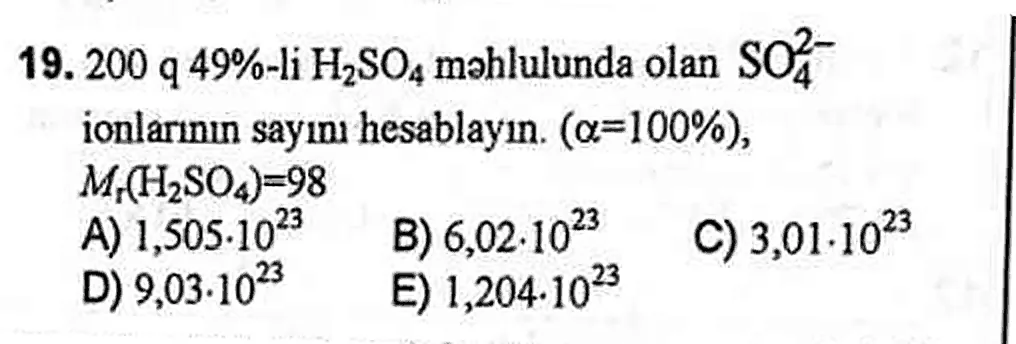 19. 200 q 49%-li H₂SO₄ məhlulunda olan SO₄²⁻
ionlarının sayını hesablayın. (α=100%),
Mᵣ(H₂SO₄)=98
A) 1,505·10²³ B) 6,02·10²³ C) 3,01·10²³
D) 9,03·10²³ E) 1,204·10²³